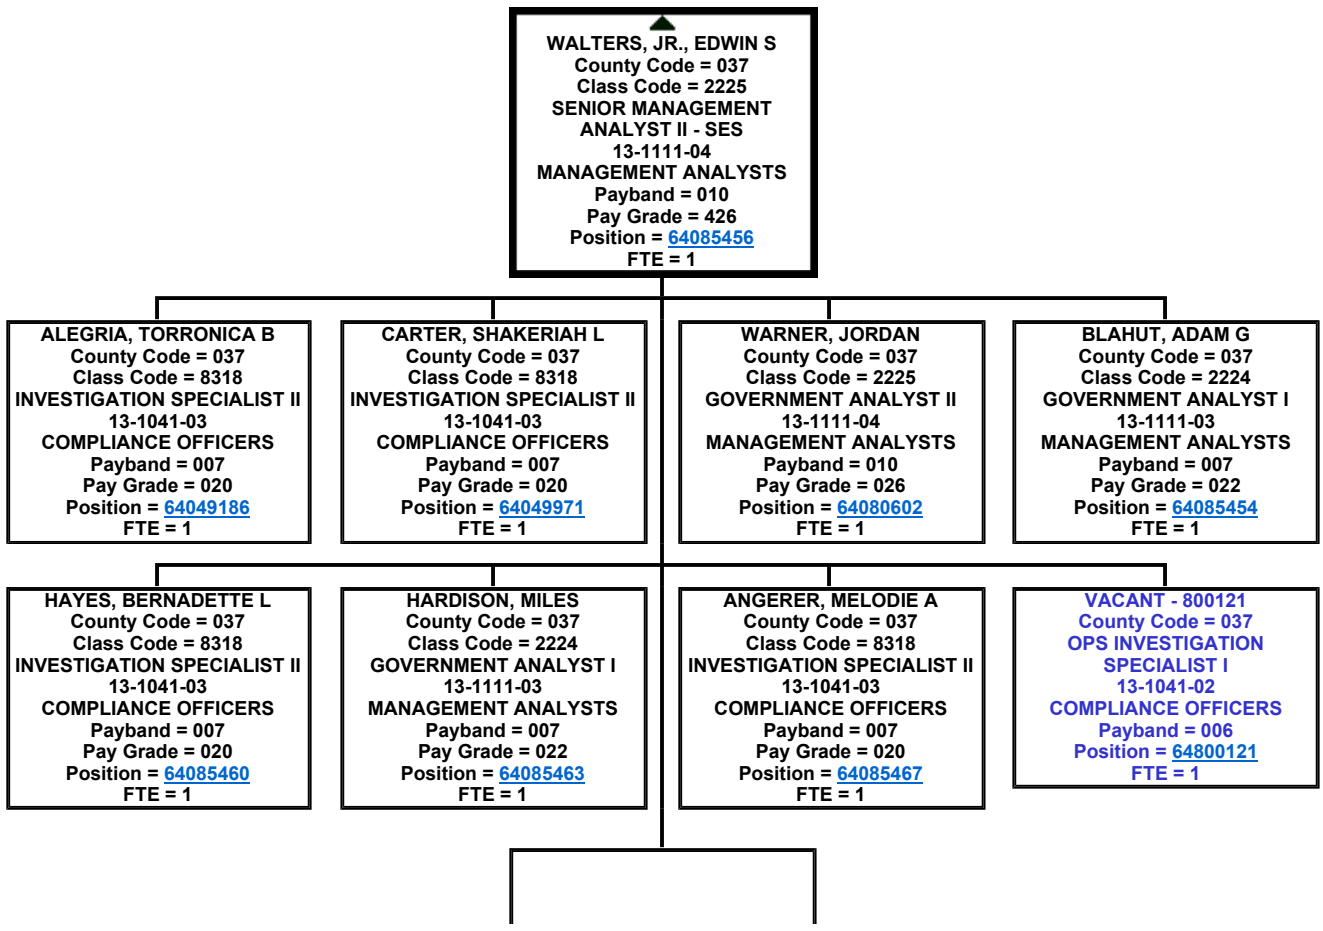 WALTERS, JR., EDWIN S
County Code = 037
Class Code = 2225
SENIOR MANAGEMENT
ANALYST II - SES
13-1111-04
MANAGEMENT ANALYSTS
Payband = 010
Pay Grade = 426
Position = 64085456
FTE = 1
ALEGRIA, TORRONICA B
County Code = 037
Class Code = 8318
INVESTIGATION SPECIALIST II
13-1041-03
COMPLIANCE OFFICERS
Payband = 007
Pay Grade = 020
Position = 64049186
FTE = 1
CARTER, SHAKERIAH L
County Code = 037
Class Code = 8318
INVESTIGATION SPECIALIST II
13-1041-03
COMPLIANCE OFFICERS
Payband = 007
Pay Grade = 020
Position = 64049971
FTE = 1
WARNER, JORDAN
County Code = 037
Class Code = 2225
GOVERNMENT ANALYST II
13-1111-04
MANAGEMENT ANALYSTS
Payband = 010
Pay Grade = 026
Position = 64080602
FTE = 1
BLAHUT, ADAM G
County Code = 037
Class Code = 2224
GOVERNMENT ANALYST I
13-1111-03
MANAGEMENT ANALYSTS
Payband = 007
Pay Grade = 022
Position = 64085454
FTE = 1
HAYES, BERNADETTE L
County Code = 037
Class Code = 8318
INVESTIGATION SPECIALIST II
13-1041-03
COMPLIANCE OFFICERS
Payband = 007
Pay Grade = 020
Position = 64085460
FTE = 1
HARDISON, MILES
County Code = 037
Class Code = 2224
GOVERNMENT ANALYST I
13-1111-03
MANAGEMENT ANALYSTS
Payband = 007
Pay Grade = 022
Position = 64085463
FTE = 1
ANGERER, MELODIE A
County Code = 037
Class Code = 8318
INVESTIGATION SPECIALIST II
13-1041-03
COMPLIANCE OFFICERS
Payband = 007
Pay Grade = 020
Position = 64085467
FTE = 1
VACANT - 800121
County Code = 037
OPS INVESTIGATION
SPECIALIST I
13-1041-02
COMPLIANCE OFFICERS
Payband = 006
Position = 64800121
FTE = 1